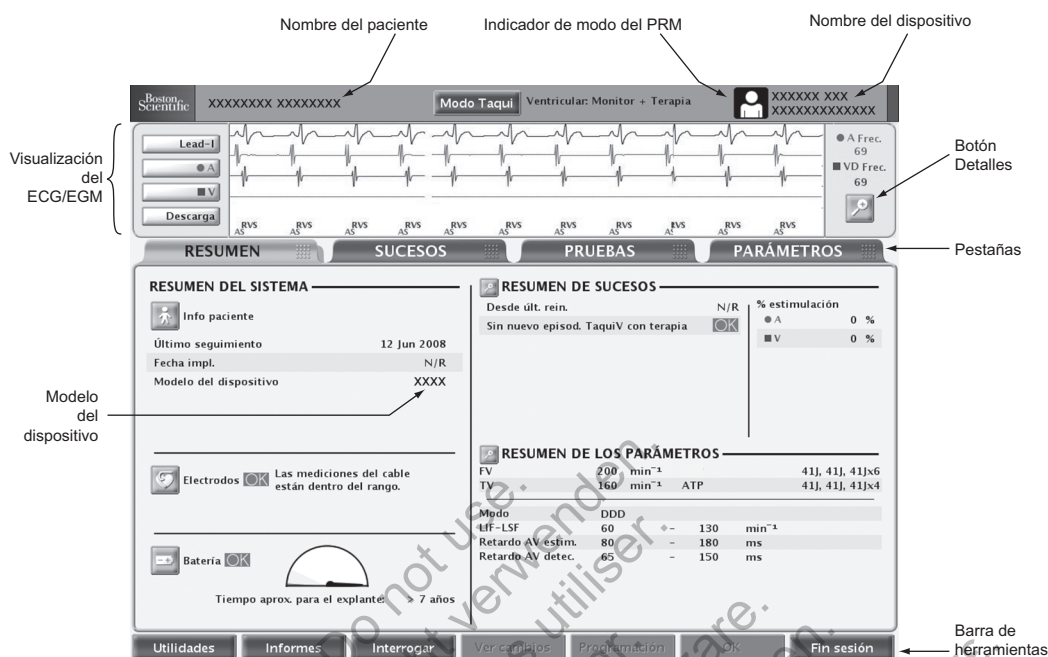 Nombre del paciente
Indicador de modo del PRM
Nombre del dispositivo
Boston
Scientific
XXXXXXXX XXXXXXXX
Modo Taqui
Ventricular: Monitor + Terapia
XXXXXX XXX
XXXXXXXXXXXXX
Visualización
del
ECG/EGM
Lead-I
A
V
Descarga
RVS RVS RVS RVS RVS RVS RVS RVS RVS
AS AS AS AS AS AS AS AS AS
A Frec.
69
VD Frec.
69
Botón
Detalles
RESUMEN
SUCESOS
PRUEBAS
PARÁMETROS
Pestañas
RESUMEN DEL SISTEMA
Info paciente
Último seguimiento 12 Jun 2008
Fecha impl. N/R
Modelo del dispositivo XXXX
Modelo
del
dispositivo
Electrodos OK Las mediciones del cable
están dentro del rango.
Batería OK
Tiempo aprox. para el explante: > 7 años
RESUMEN DE SUCESOS
Desde últ. rein. N/R
Sin nuevo episod. TaquiV con terapia OK
% estimulación
A 0 %
V 0 %
RESUMEN DE LOS PARÁMETROS
FV 200 min⁻¹ 41J, 41J, 41Jx6
TV 160 min⁻¹ ATP 41J, 41J, 41Jx4
Modo DDD
LIF-LSF 60 - 130 min⁻¹
Retardo AV estim. 80 - 180 ms
Retardo AV detec. 65 - 150 ms
Do not use.
verwenden.
utiliser.
Utilidades
Informes
Interrogar
Ver cambios
Programación
OK
Fin sesión
Barra de
herramientas